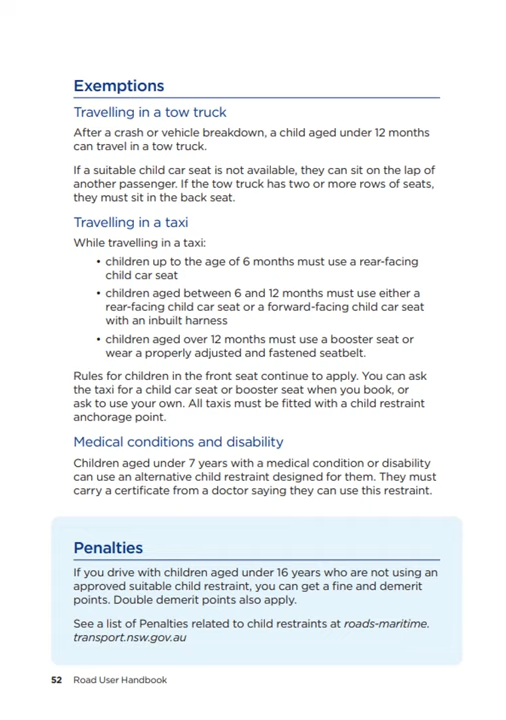 Exemptions
Travelling in a tow truck
After a crash or vehicle breakdown, a child aged under 12 months
can travel in a tow truck.
If a suitable child car seat is not available, they can sit on the lap of
another passenger. If the tow truck has two or more rows of seats,
they must sit in the back seat.
Travelling in a taxi
While travelling in a taxi:
• children up to the age of 6 months must use a rear-facing
child car seat
• children aged between 6 and 12 months must use either a
rear-facing child car seat or a forward-facing child car seat
with an inbuilt harness
• children aged over 12 months must use a booster seat or
wear a properly adjusted and fastened seatbelt.
Rules for children in the front seat continue to apply. You can ask
the taxi for a child car seat or booster seat when you book, or
ask to use your own. All taxis must be fitted with a child restraint
anchorage point.
Medical conditions and disability
Children aged under 7 years with a medical condition or disability
can use an alternative child restraint designed for them. They must
carry a certificate from a doctor saying they can use this restraint.
Penalties
If you drive with children aged under 16 years who are not using an
approved suitable child restraint, you can get a fine and demerit
points. Double demerit points also apply.
See a list of Penalties related to child restraints at roads-maritime.
transport.nsw.gov.au
52 Road User Handbook